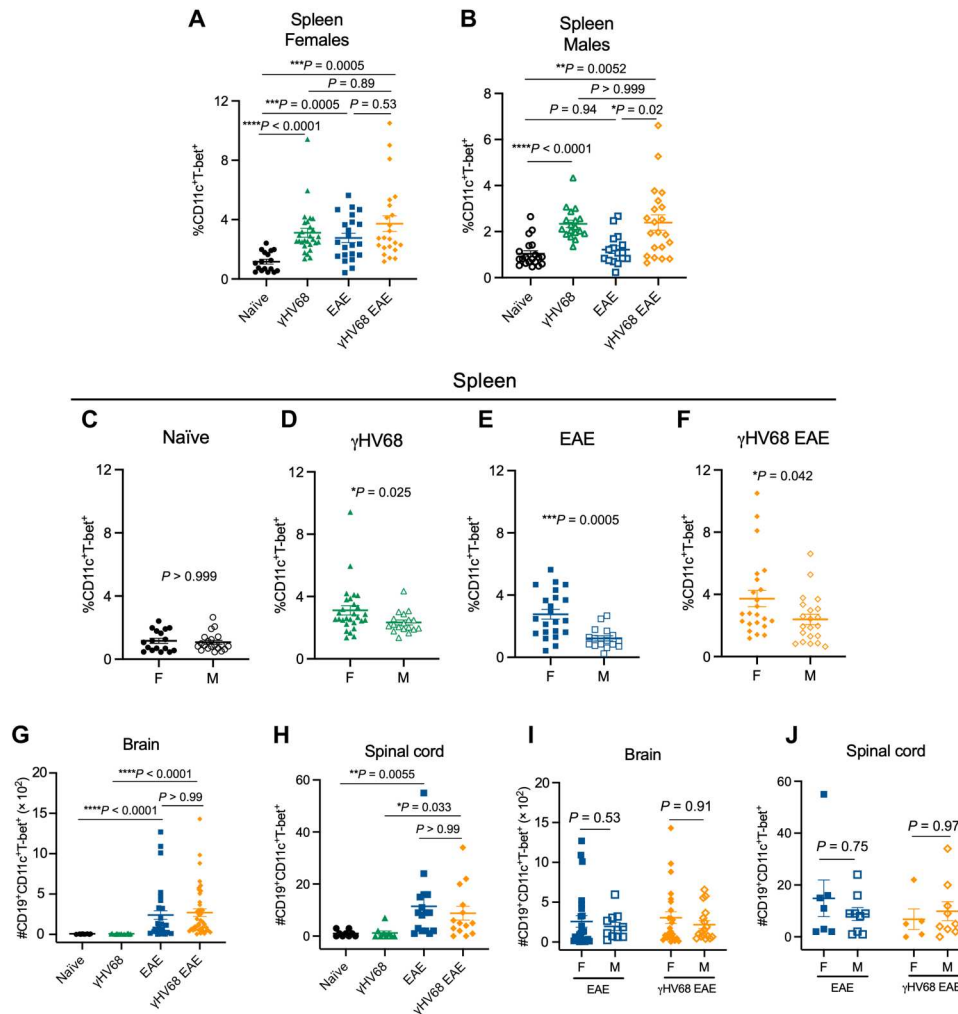 A
Spleen
Females
***P = 0.0005
P = 0.89
***P = 0.0005
P = 0.53
****P < 0.0001
%CD11c+T-bet+
12
8
4
0
Naïve
γHV68
EAE
γHV68 EAE
B
Spleen
Males
**P = 0.0052
P > 0.999
P = 0.94
*P = 0.02
****P < 0.0001
%CD11c+T-bet+
8
6
4
2
0
Naïve
γHV68
EAE
γHV68 EAE
Spleen
C
Naïve
P > 0.999
%CD11c+T-bet+
12
8
4
0
F
M
D
γHV68
*P = 0.025
%CD11c+T-bet+
12
8
4
0
F
M
E
EAE
***P = 0.0005
%CD11c+T-bet+
12
8
4
0
F
M
F
γHV68 EAE
*P = 0.042
%CD11c+T-bet+
12
8
4
0
F
M
G
Brain
****P < 0.0001
****P < 0.0001
P > 0.99
#CD19+CD11c+T-bet+ (× 10²)
20
15
10
5
0
Naïve
γHV68
EAE
γHV68 EAE
H
Spinal cord
**P = 0.0055
*P = 0.033
P > 0.99
#CD19+CD11c+T-bet+
60
40
20
0
Naïve
γHV68
EAE
γHV68 EAE
I
Brain
P = 0.53
P = 0.91
#CD19+CD11c+T-bet+ (× 10²)
20
15
10
5
0
F
M
F
M
EAE
γHV68 EAE
J
Spinal cord
P = 0.75
P = 0.97
#CD19+CD11c+T-bet+
60
40
20
0
F
M
F
M
EAE
γHV68 EAE